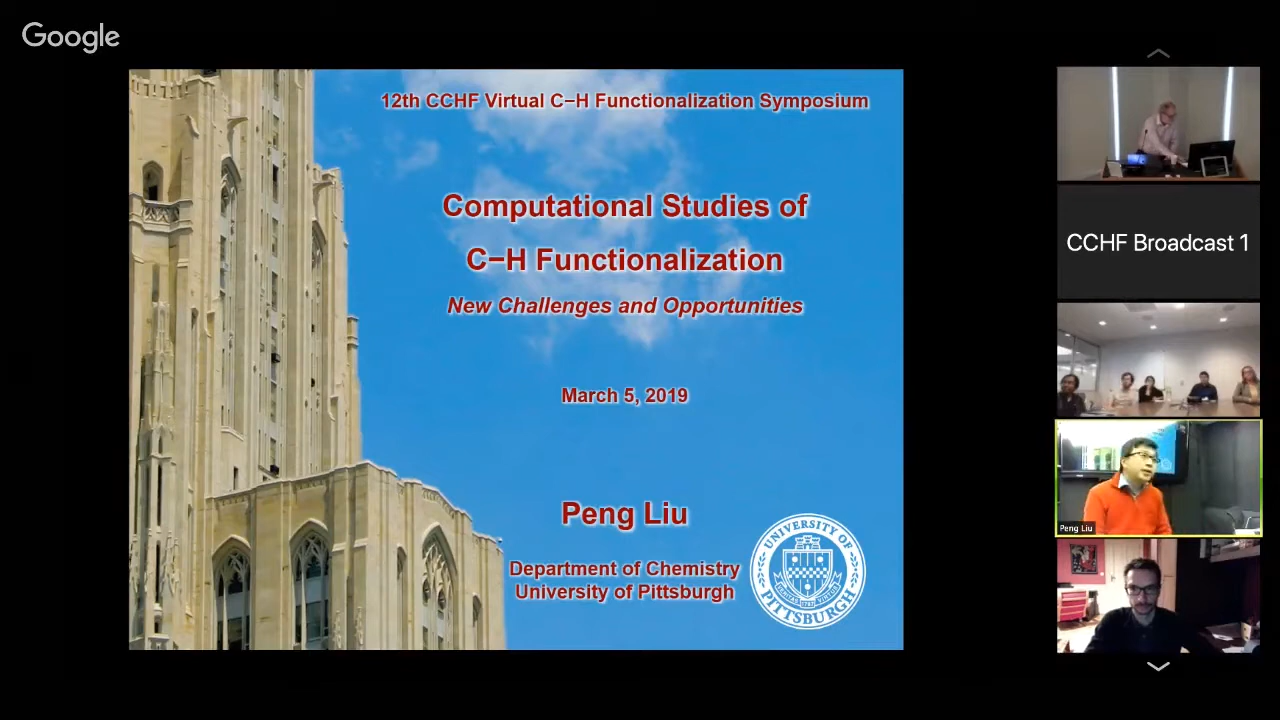 Google
12th CCHF Virtual C−H Functionalization Symposium
Computational Studies of
C−H Functionalization
New Challenges and Opportunities
March 5, 2019
Peng Liu
Department of Chemistry
University of Pittsburgh
UNIVERSITY OF
PITTSBURGH
CCHF Broadcast 1
Peng Liu